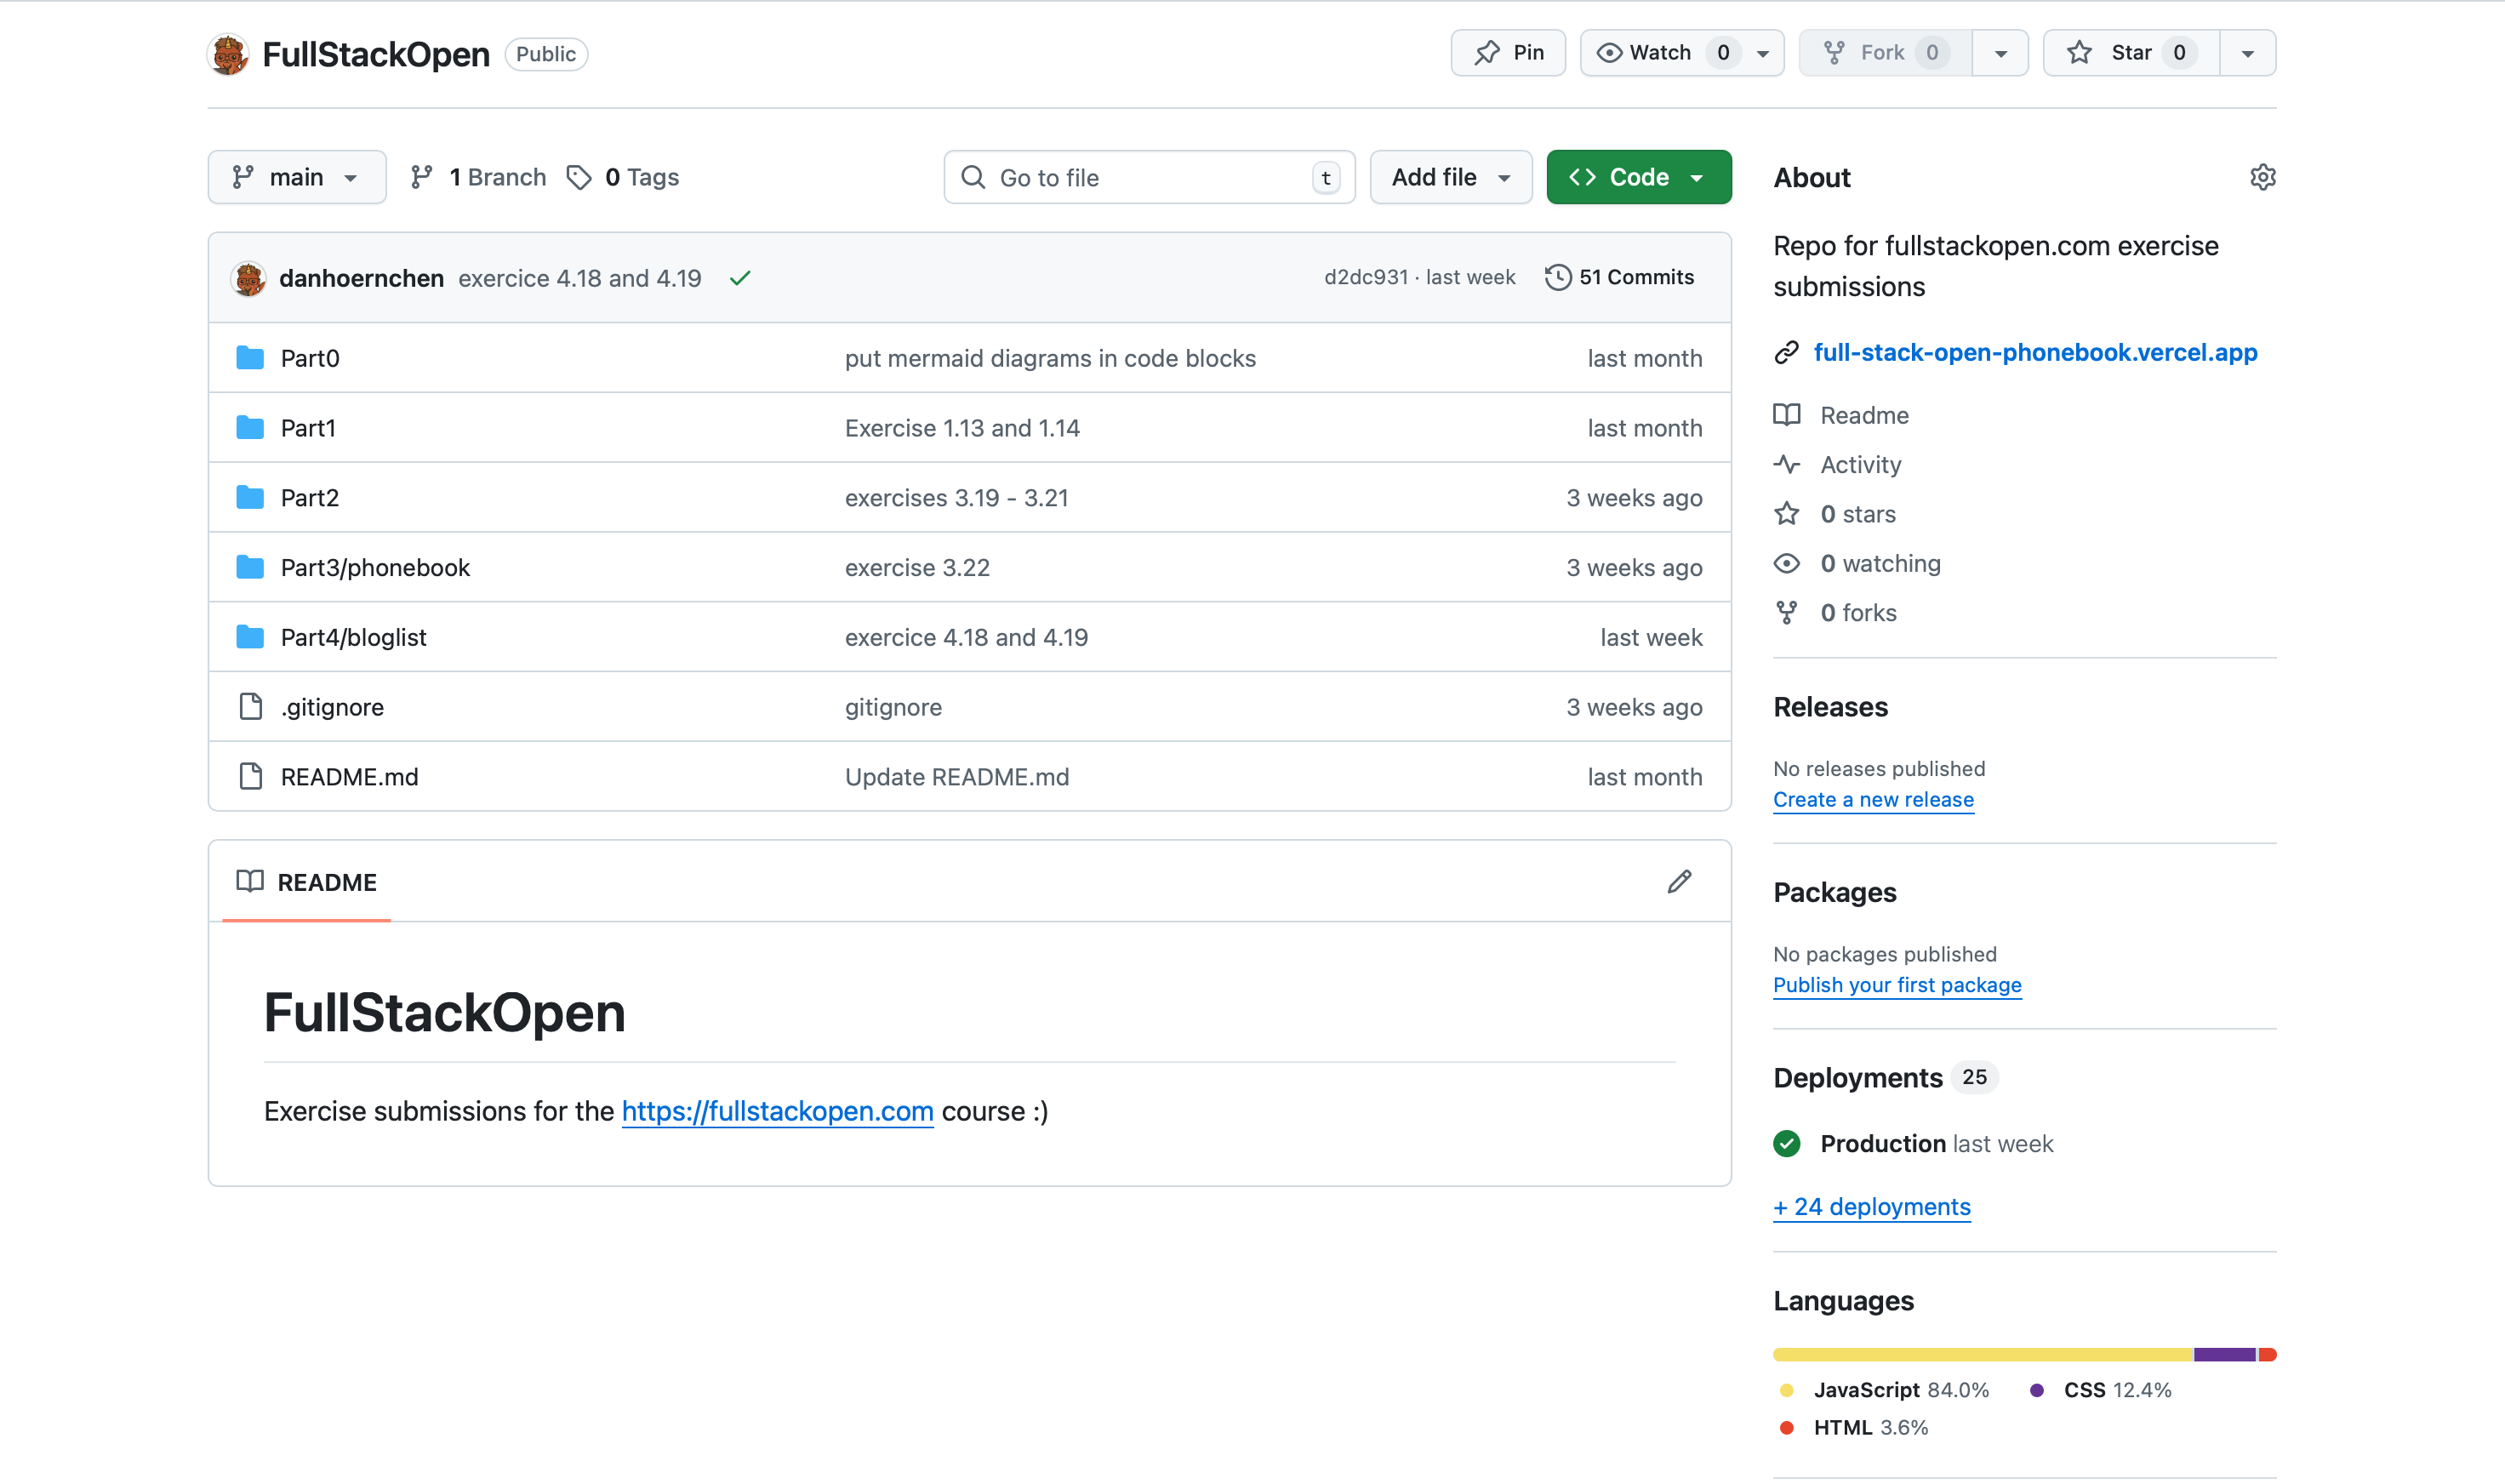 FullStackOpen Public
Pin Watch 0 Fork 0 Star 0
main 1 Branch 0 Tags
Go to file t Add file Code
danhoernchen exercice 4.18 and 4.19 d2dc931 · last week 51 Commits
Part0 put mermaid diagrams in code blocks last month
Part1 Exercise 1.13 and 1.14 last month
Part2 exercises 3.19 - 3.21 3 weeks ago
Part3/phonebook exercise 3.22 3 weeks ago
Part4/bloglist exercice 4.18 and 4.19 last week
.gitignore gitignore 3 weeks ago
README.md Update README.md last month
README
FullStackOpen
Exercise submissions for the https://fullstackopen.com course :)
About
Repo for fullstackopen.com exercise
submissions
full-stack-open-phonebook.vercel.app
Readme
Activity
0 stars
0 watching
0 forks
Releases
No releases published
Create a new release
Packages
No packages published
Publish your first package
Deployments 25
Production last week
+ 24 deployments
Languages
JavaScript 84.0% CSS 12.4%
HTML 3.6%